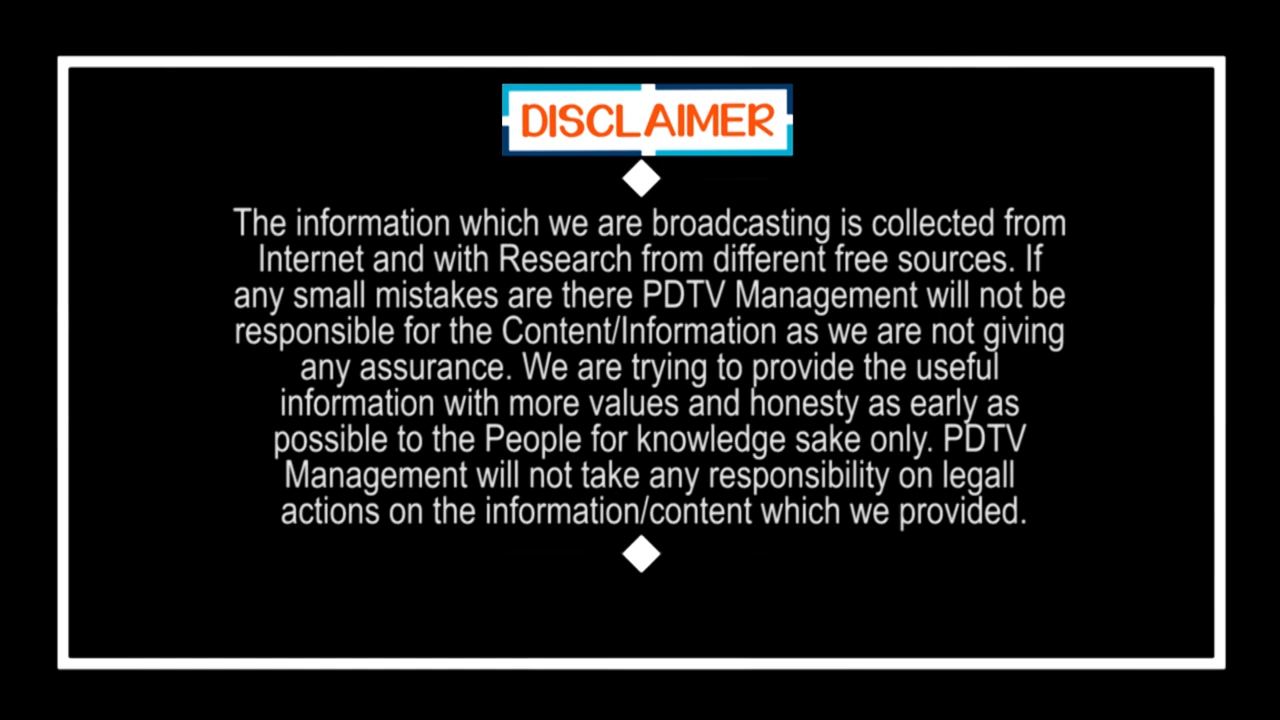 DISCLAIMER
The information which we are broadcasting is collected from
Internet and with Research from different free sources. If
any small mistakes are there PDTV Management will not be
responsible for the Content/Information as we are not giving
any assurance. We are trying to provide the useful
information with more values and honesty as early as
possible to the People for knowledge sake only. PDTV
Management will not take any responsibility on legall
actions on the information/content which we provided.